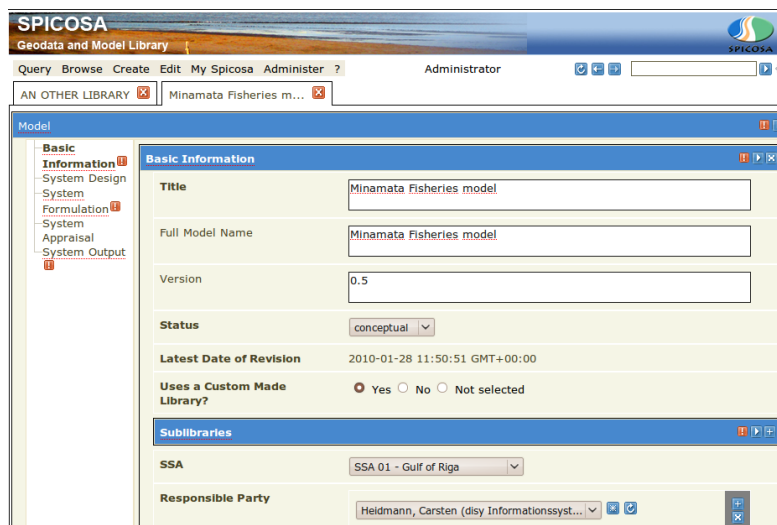 SPICOSA
Geodata and Model Library
SPICOSA
Query Browse Create Edit My Spicosa Administer ?
Administrator
AN OTHER LIBRARY
Minamata Fisheries m...
Model
Basic
Information
System Design
System
Formulation
System
Appraisal
System Output
Basic Information
Title
Minamata Fisheries model
Full Model Name
Minamata Fisheries model
Version
0.5
Status
conceptual
Latest Date of Revision
2010-01-28 11:50:51 GMT+00:00
Uses a Custom Made
Library?
Yes No Not selected
Sublibraries
SSA
SSA 01 - Gulf of Riga
Responsible Party
Heidmann, Carsten (disy Informationssyst...